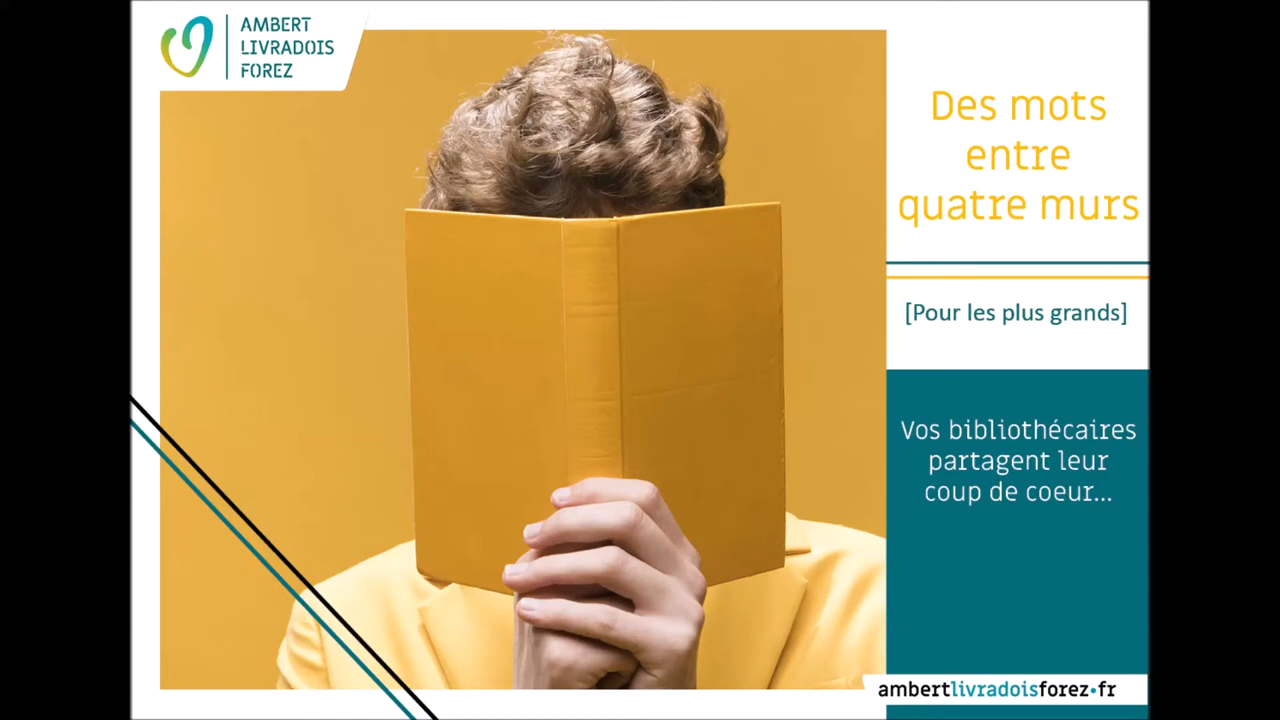 AMBERT
LIVRADOIS
FOREZ
Des mots
entre
quatre murs
[Pour les plus grands]
Vos bibliothécaires
partagent leur
coup de coeur...
ambertlivradoisforez•fr